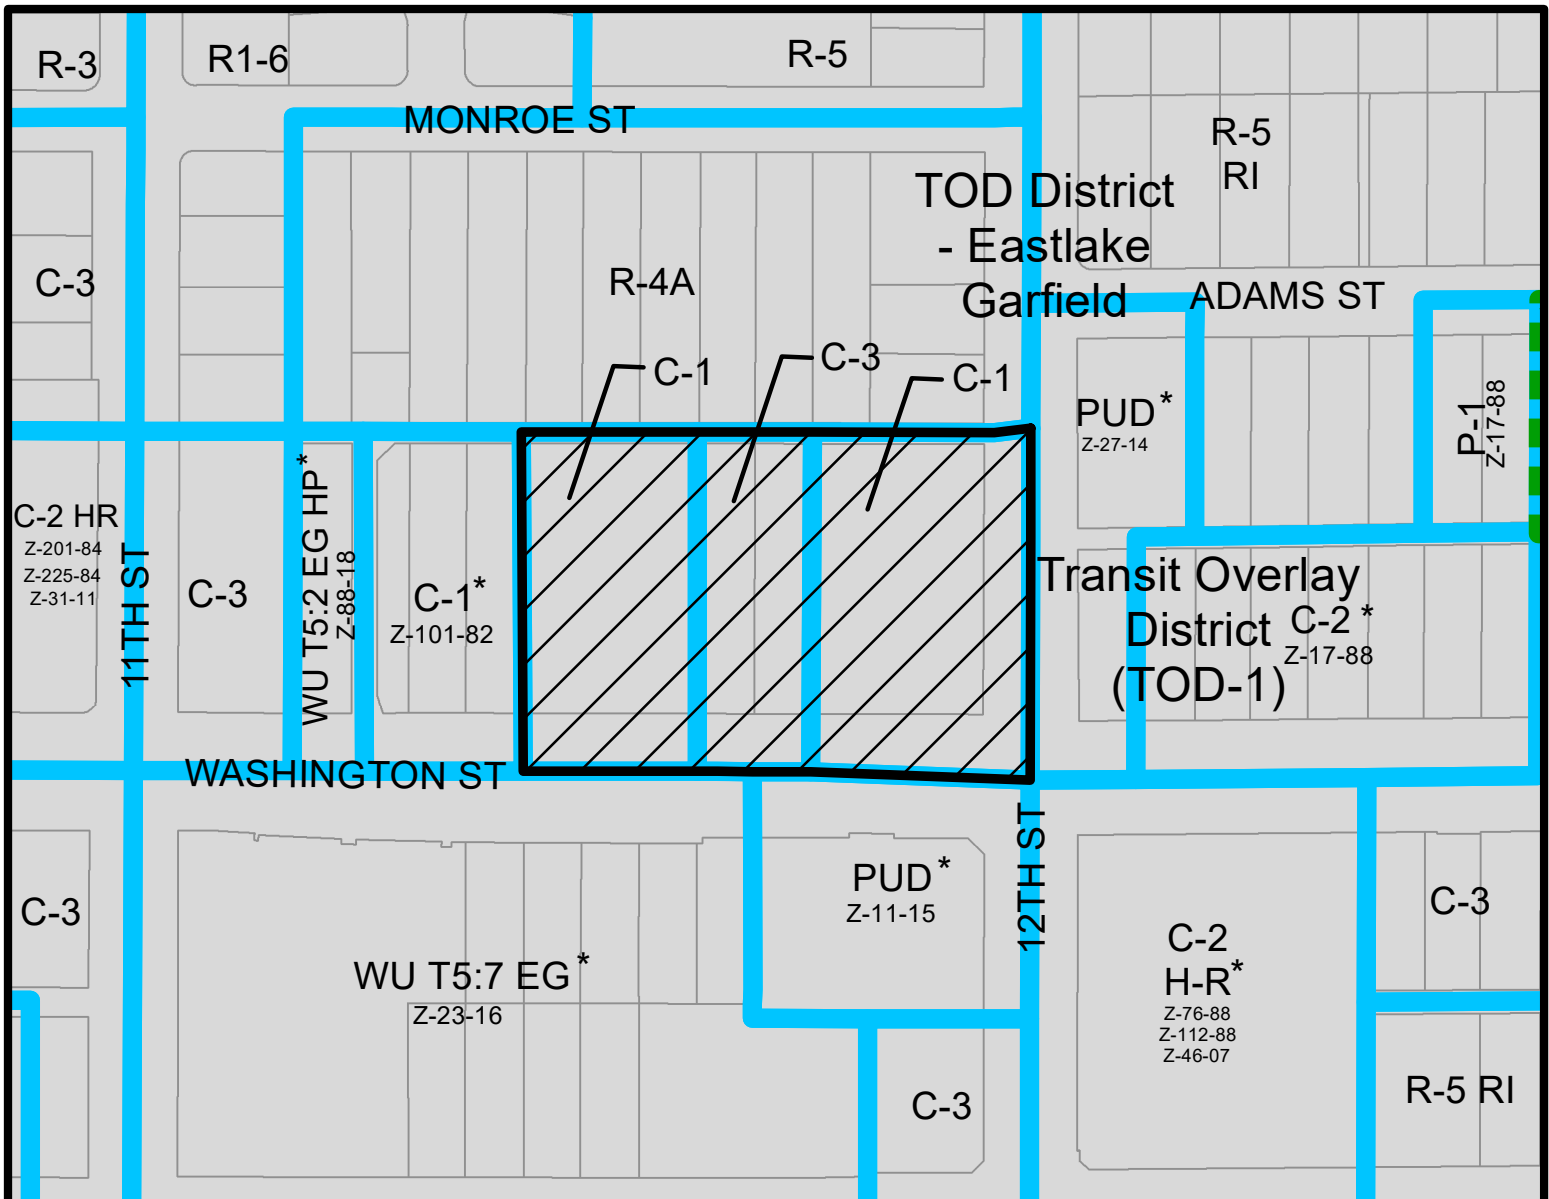 R-3
R1-6
R-5
MONROE ST
R-5
RI
TOD District
- Eastlake
Garfield
C-3
R-4A
ADAMS ST
C-1
C-3
C-1
PUD*
Z-27-14
P-1
Z-17-88
C-2 HR
Z-201-84
Z-225-84
Z-31-11
11TH ST
C-3
WU T5:2 EG HP*
Z-88-18
C-1*
Z-101-82
Transit Overlay
District
(TOD-1)
C-2 *
Z-17-88
WASHINGTON ST
12TH ST
C-3
WU T5:7 EG*
Z-23-16
PUD*
Z-11-15
C-3
C-2
H-R*
Z-76-88
Z-112-88
Z-46-07
C-3
R-5 RI